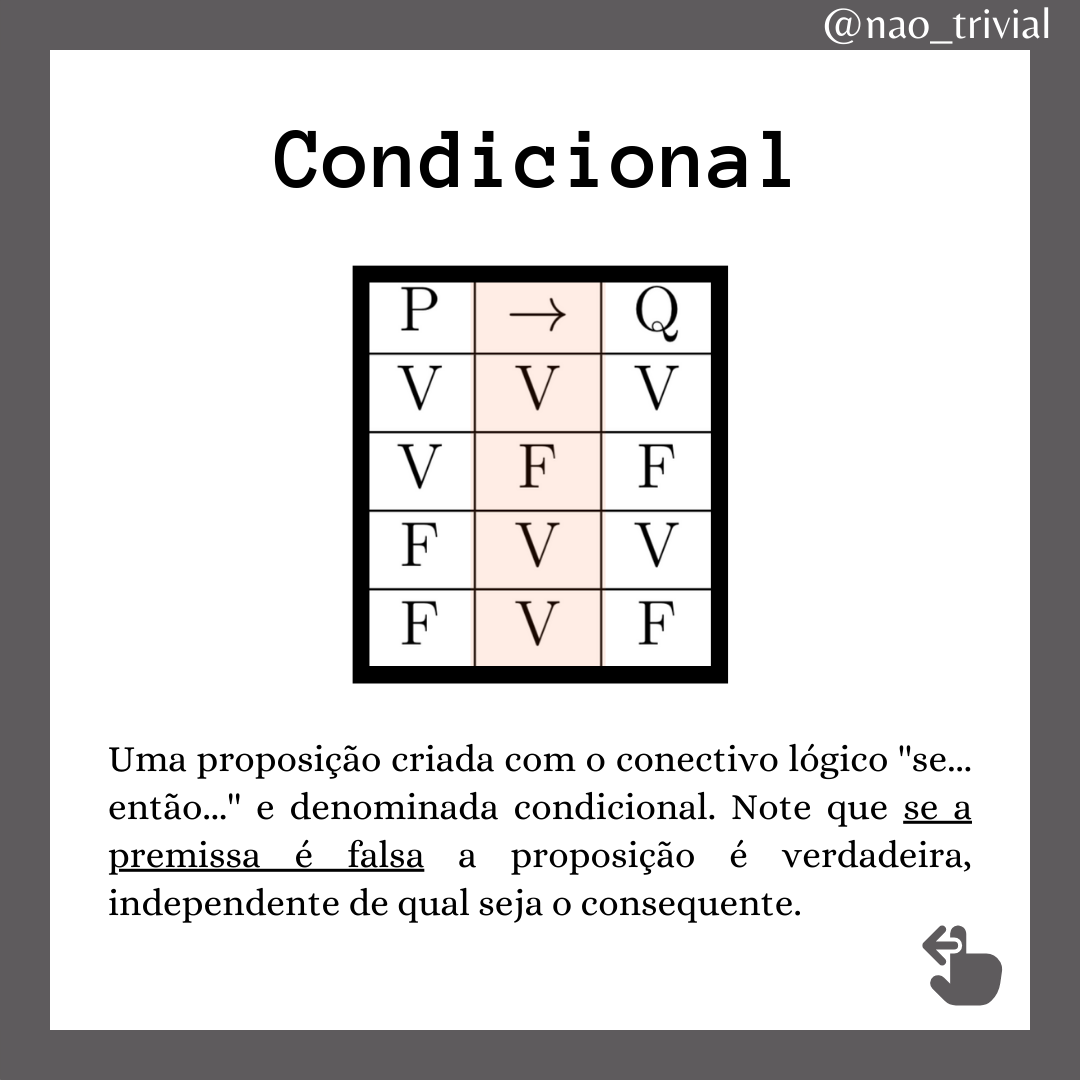 @nao_trivial
Condicional
P → Q
V V V
V F F
F V V
F V F
Uma proposição criada com o conectivo lógico "se...
então..." e denominada condicional. Note que se a
premissa é falsa a proposição é verdadeira,
independente de qual seja o consequente.